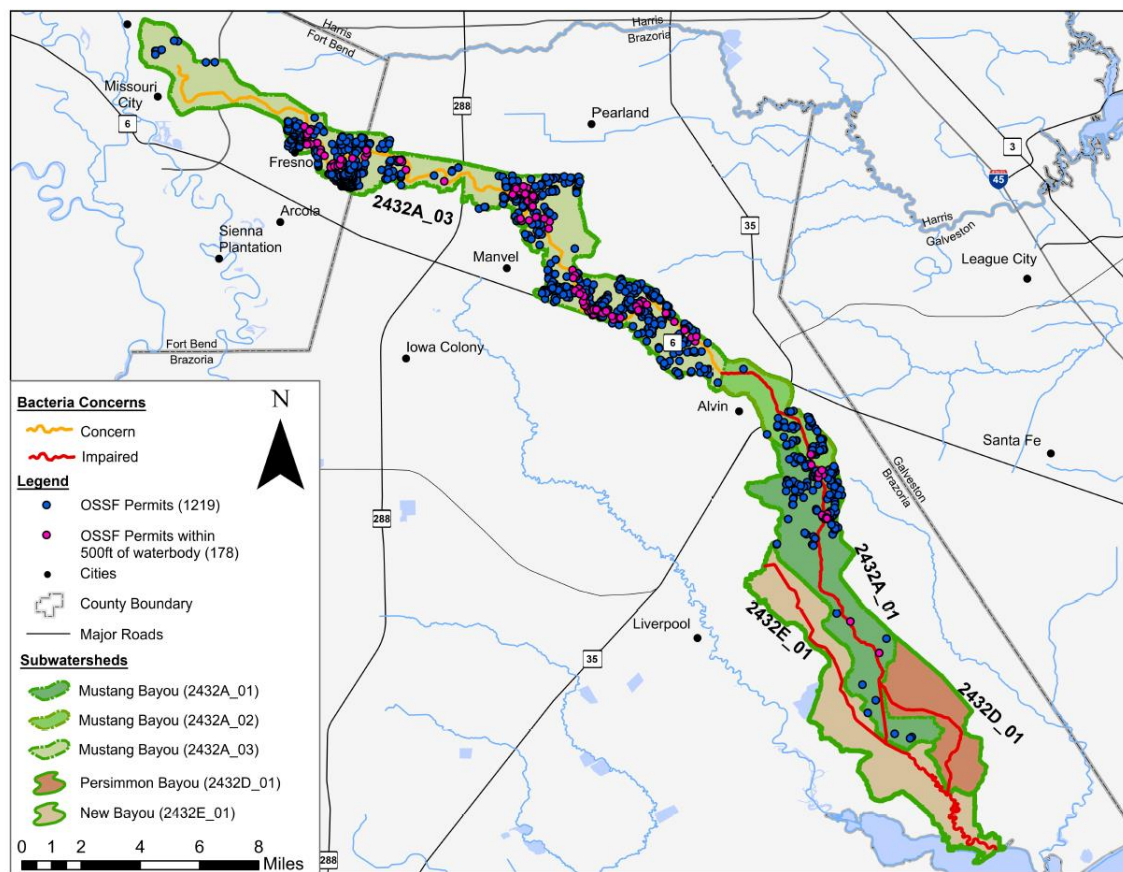 Harris
Fort Bend
Harris
Brazoria
Missouri
City
6
288
Pearland
3
45
Fresno
2432A_03
Arcola
Sienna
Plantation
35
Harris
Galveston
Manvel
League City
Fort Bend
Brazoria
Iowa Colony
6
Alvin
Santa Fe
Galveston
Brazoria
288
2432A_01
2432E_01
Liverpool
35
2432D_01
288
Bacteria Concerns
Concern
Impaired
Legend
OSSF Permits (1219)
OSSF Permits within
500ft of waterbody (178)
Cities
County Boundary
Major Roads
Subwatersheds
Mustang Bayou (2432A_01)
Mustang Bayou (2432A_02)
Mustang Bayou (2432A_03)
Persimmon Bayou (2432D_01)
New Bayou (2432E_01)
0 1 2 4 6 8
Miles
N